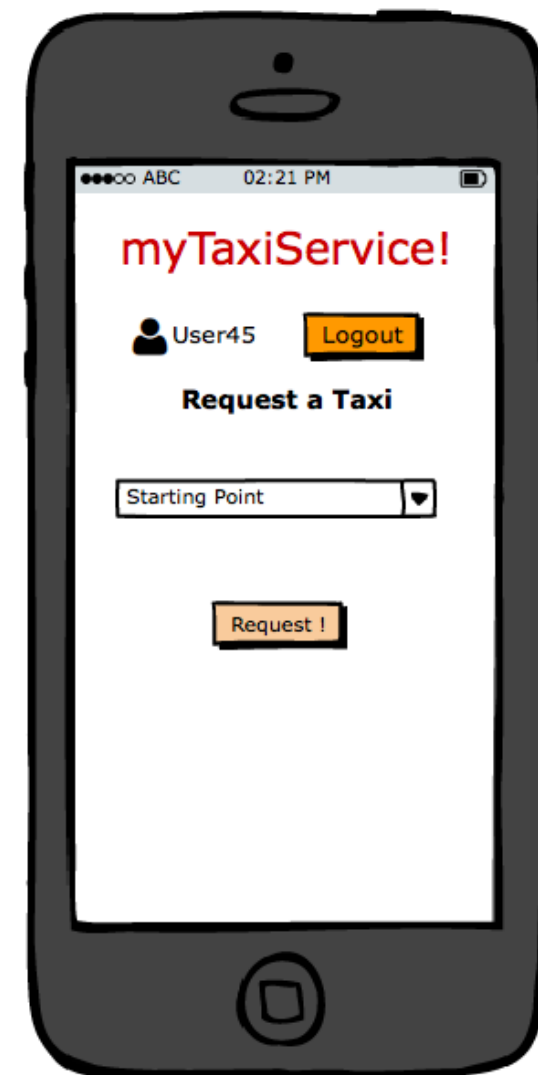 ABC 02:21 PM
myTaxiService!
User45 Logout
Request a Taxi
Starting Point
Request !